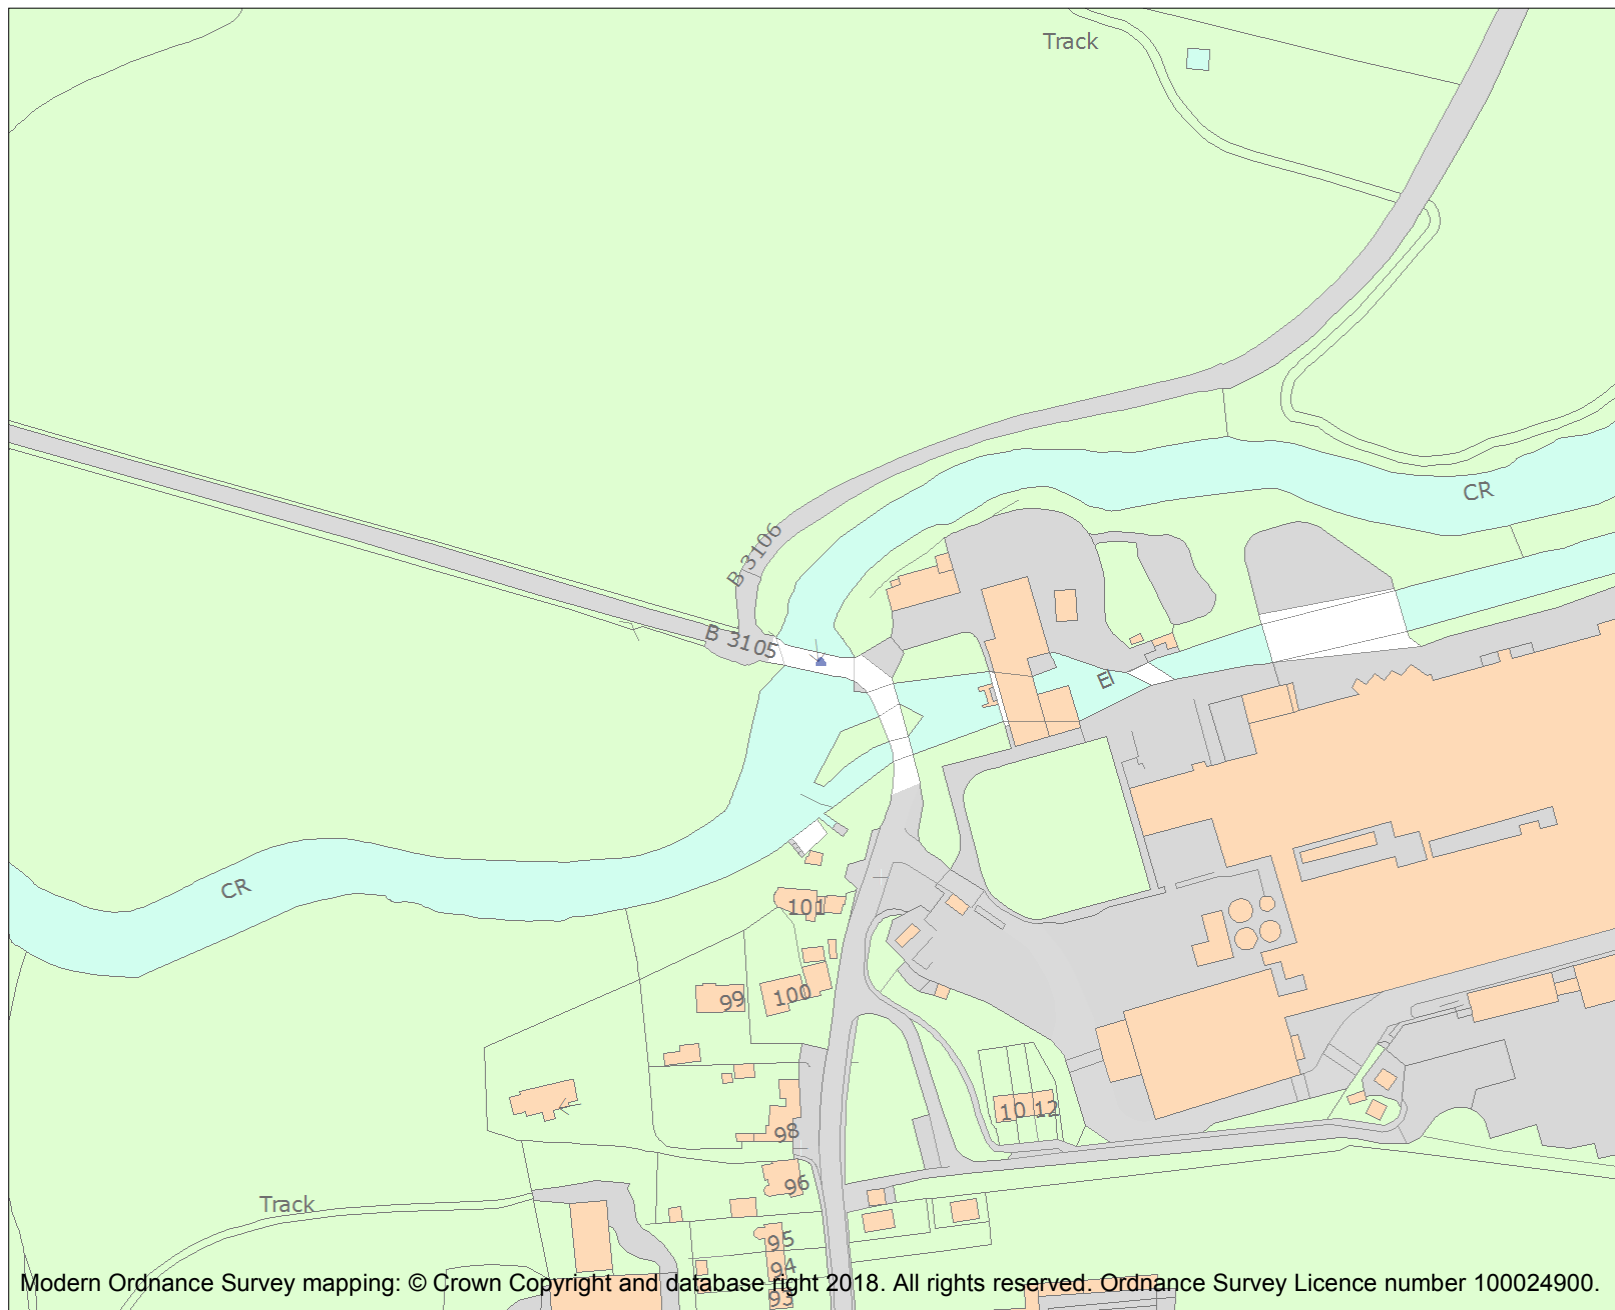 Track
CR
B 3106
B 3105
El
CR
101
99
100
10 12
98
96
Track
95
94
93
Modern Ordnance Survey mapping: © Crown Copyright and database right 2018. All rights reserved. Ordnance Survey Licence number 100024900.